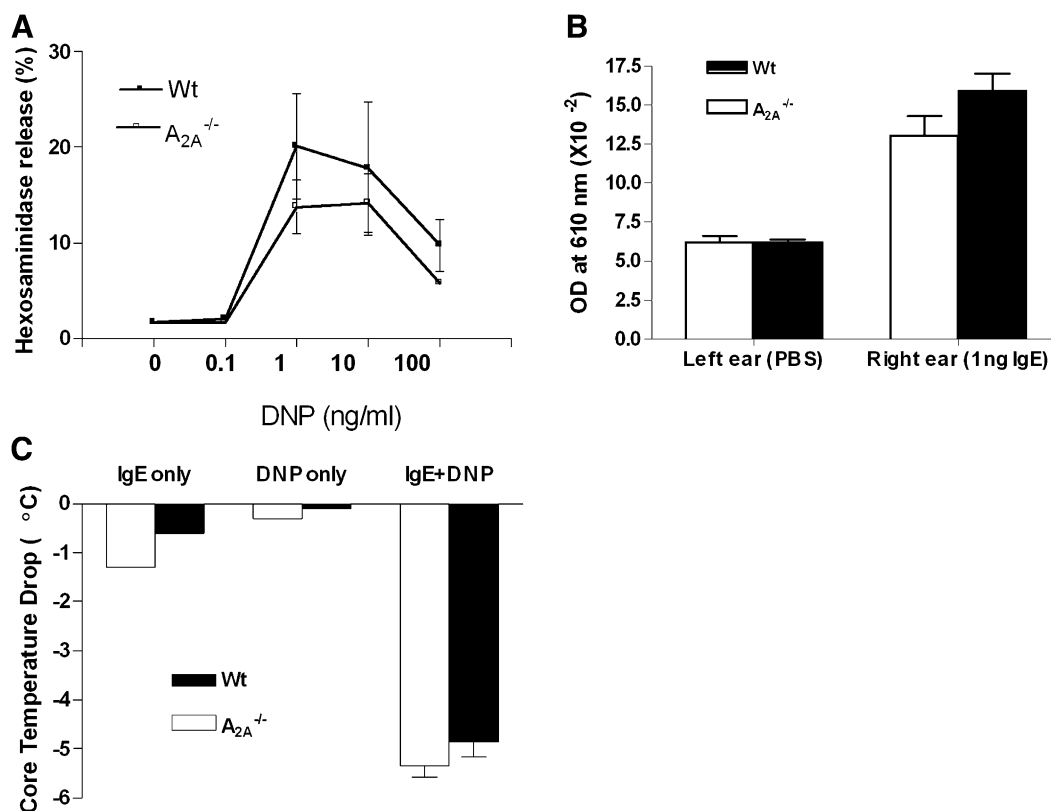 A
Hexosaminidase release (%)
30
20
10
0
Wt
A2A-/-
0 0.1 1 10 100
DNP (ng/ml)
B
OD at 610 nm (X10 -2)
17.5
15.0
12.5
10.0
7.5
5.0
2.5
0.0
Wt
A2A-/-
Left ear (PBS) Right ear (1ng IgE)
C
IgE only DNP only IgE+DNP
Core Temperature Drop ( °C)
0
-1
-2
-3
-4
-5
-6
Wt
A2A-/-